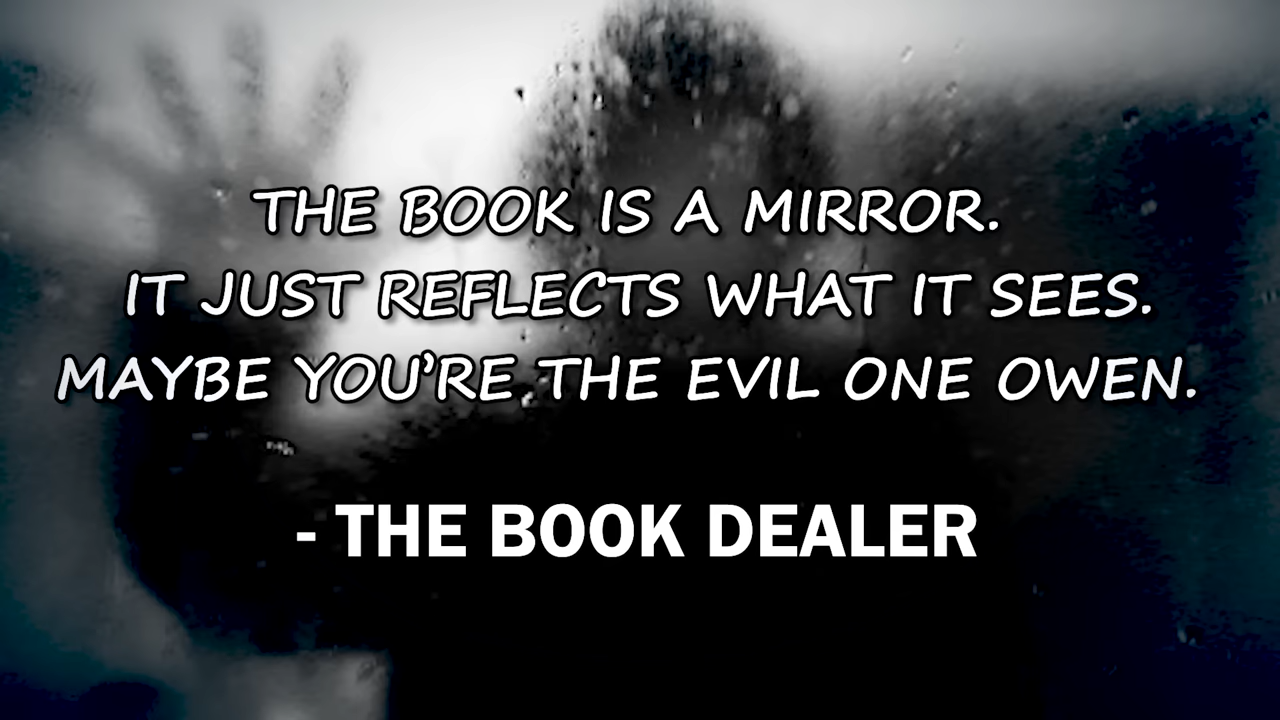 THE BOOK IS A MIRROR.
IT JUST REFLECTS WHAT IT SEES.
MAYBE YOU’RE THE EVIL ONE OWEN.
- THE BOOK DEALER